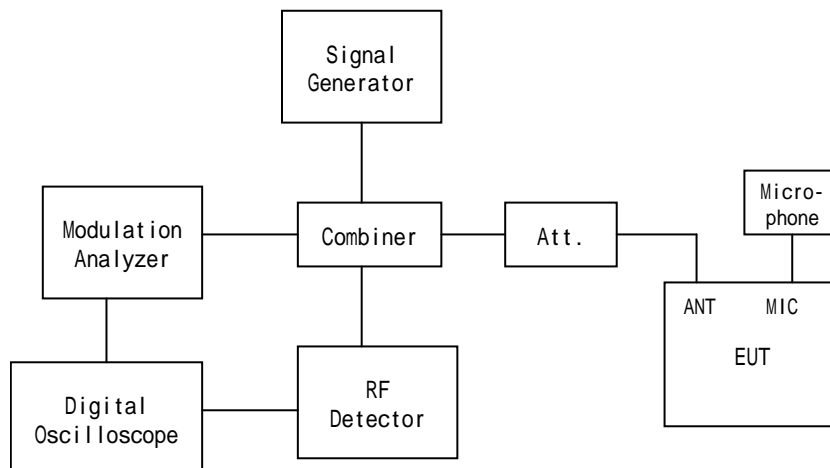 Signal
Generator
Micro-
phone
Modulation
Analyzer
Combiner
Att.
ANT
MIC
EUT
RF
Detector
Digital
Oscilloscope